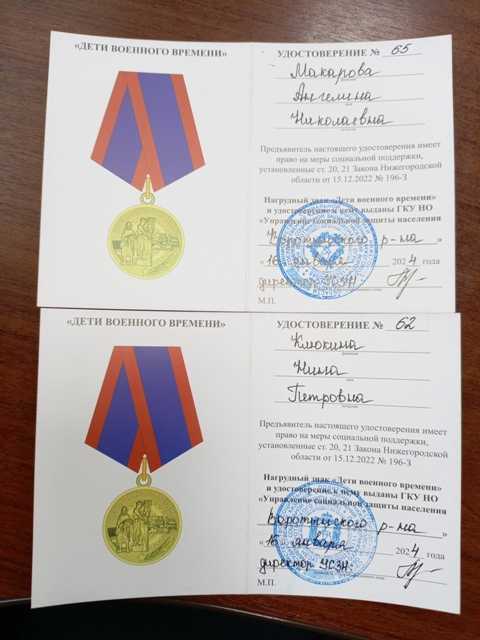 «ДЕТИ ВОЕННОГО ВРЕМЕНИ»
УДОСТОВЕРЕНИЕ № 65
Макарова
Ангелина
Николаевна
Предъявитель настоящего удостоверения имеет
право на меры социальной поддержки,
установленные ст. 20, 21 Закона Нижегородской
области от 15.12.2022 № 196-З
Нагрудный знак «Дети военного времени»
и удостоверение к нему выданы ГКУ НО
«Управление социальной защиты населения
Воротынского р-на »
« 16 » января 2024 года
директор УСЗН
М.П.
«ДЕТИ ВОЕННОГО ВРЕМЕНИ»
УДОСТОВЕРЕНИЕ № 62
Клюкина
Нина
Петровна
Предъявитель настоящего удостоверения имеет
право на меры социальной поддержки,
установленные ст. 20, 21 Закона Нижегородской
области от 15.12.2022 № 196-З
Нагрудный знак «Дети военного времени»
и удостоверение к нему выданы ГКУ НО
«Управление социальной защиты населения
Воротынского р-на »
« 16 » января 2024 года
директор УСЗН
М.П.